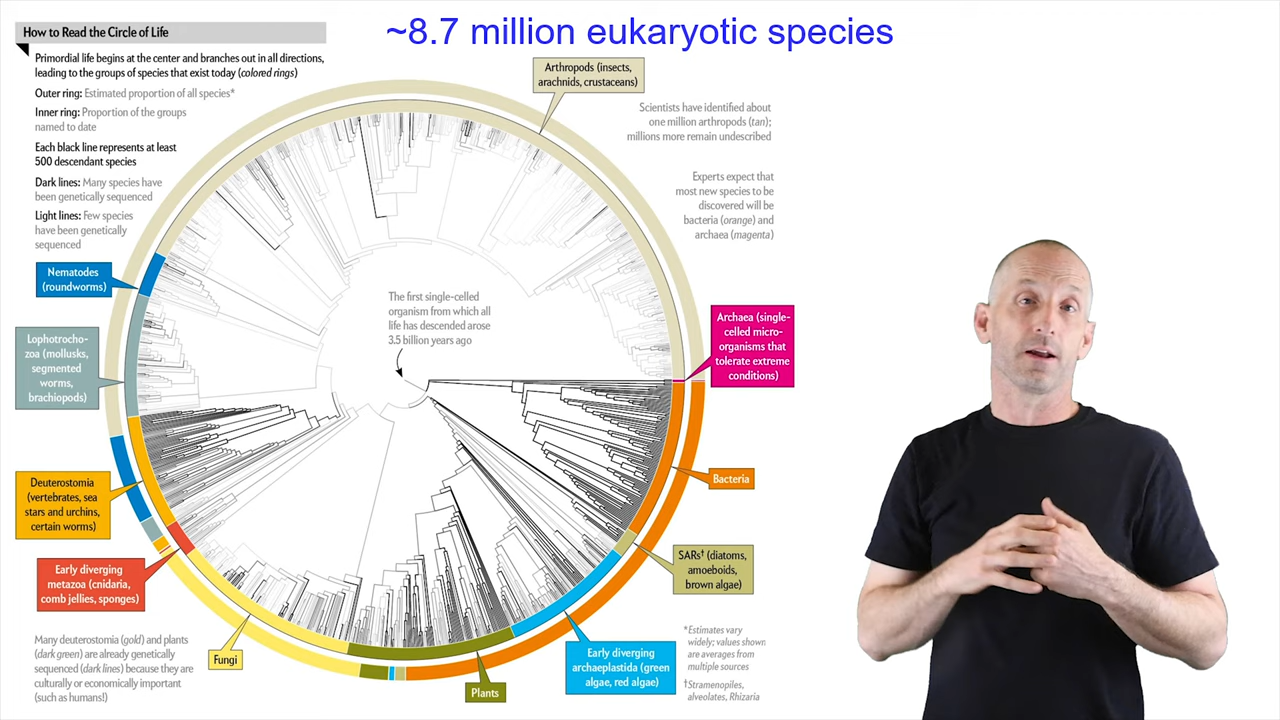 How to Read the Circle of Life
~8.7 million eukaryotic species
Primordial life begins at the center and branches out in all directions,
leading to the groups of species that exist today (colored rings)
Outer ring: Estimated proportion of all species*
Inner ring: Proportion of the groups
named to date
Each black line represents at least
500 descendant species
Dark lines: Many species have
been genetically sequenced
Light lines: Few species
have been genetically
sequenced
Arthropods (insects,
arachnids, crustaceans)
Scientists have identified about
one million arthropods (tan);
millions more remain undescribed
Experts expect that
most new species to be
discovered will be
bacteria (orange) and
archaea (magenta)
Nematodes
(roundworms)
The first single-celled
organism from which all
life has descended arose
3.5 billion years ago
Archaea (single-
celled micro-
organisms that
tolerate extreme
conditions)
Lophotrocho-
zoa (mollusks,
segmented
worms,
brachiopods)
Deuterostomia
(vertebrates, sea
stars and urchins,
certain worms)
Bacteria
Early diverging
metazoa (cnidaria,
comb jellies, sponges)
SARs† (diatoms,
amoeboids,
brown algae)
Many deuterostomia (gold) and plants
(dark green) are already genetically
sequenced (dark lines) because they are
culturally or economically important
(such as humans!)
Fungi
Plants
Early diverging
archaeplastida (green
algae, red algae)
*Estimates vary
widely; values shown
are averages from
multiple sources
†Stramenopiles,
alveolates, Rhizaria